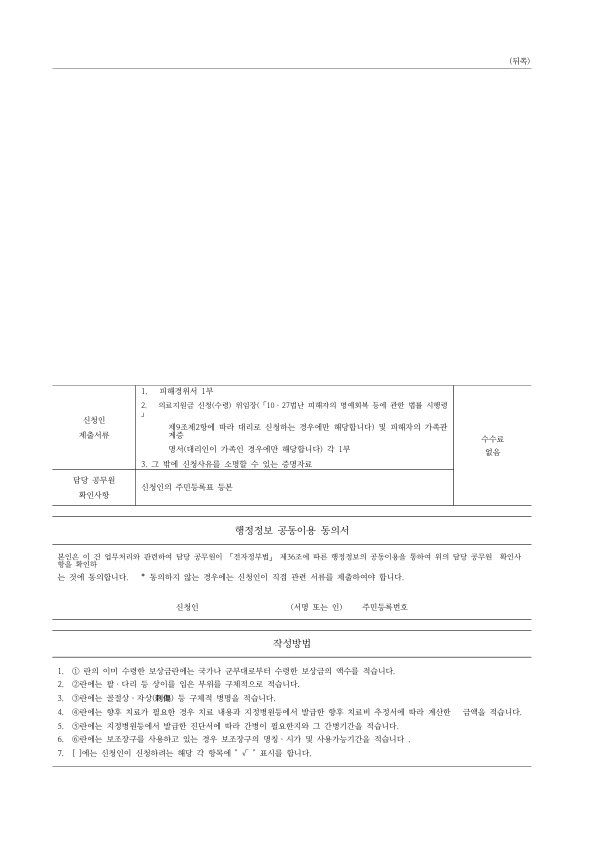 (뒤쪽)
신청인
제출서류
1. 피해경위서 1부
2. 의료지원금 신청(수령) 위임장(「10ㆍ27법난 피해자의 명예회복 등에 관한 법률 시행령
」
제9조제2항에 따라 대리로 신청하는 경우에만 해당합니다) 및 피해자의 가족관
계증
명서(대리인이 가족인 경우에만 해당합니다) 각 1부
3. 그 밖에 신청사유를 소명할 수 있는 증명자료
수수료
없음
담당 공무원
확인사항
신청인의 주민등록표 등본
행정정보 공동이용 동의서
본인은 이 건 업무처리와 관련하여 담당 공무원이 「전자정부법」 제36조에 따른 행정정보의 공동이용을 통하여 위의 담당 공무원 확인사
항을 확인하
는 것에 동의합니다. * 동의하지 않는 경우에는 신청인이 직접 관련 서류를 제출하여야 합니다.
신청인 (서명 또는 인) 주민등록번호
작성방법
1. ① 란의 이미 수령한 보상금란에는 국가나 군부대로부터 수령한 보상금의 액수를 적습니다.
2. ②란에는 팔ㆍ다리 등 상이를 입은 부위를 구체적으로 적습니다.
3. ③란에는 골절상ㆍ자상(刺傷) 등 구체적 병명을 적습니다.
4. ④란에는 향후 치료가 필요한 경우 치료 내용과 지정병원등에서 발급한 향후 치료비 추정서에 따라 계산한 금액을 적습니다.
5. ⑤란에는 지정병원등에서 발급한 진단서에 따라 간병이 필요한지와 그 간병기간을 적습니다.
6. ⑥란에는 보조장구를 사용하고 있는 경우 보조장구의 명칭ㆍ시가 및 사용가능기간을 적습니다 .
7. [ ]에는 신청인이 신청하려는 해당 각 항목에 " √ " 표시를 합니다.